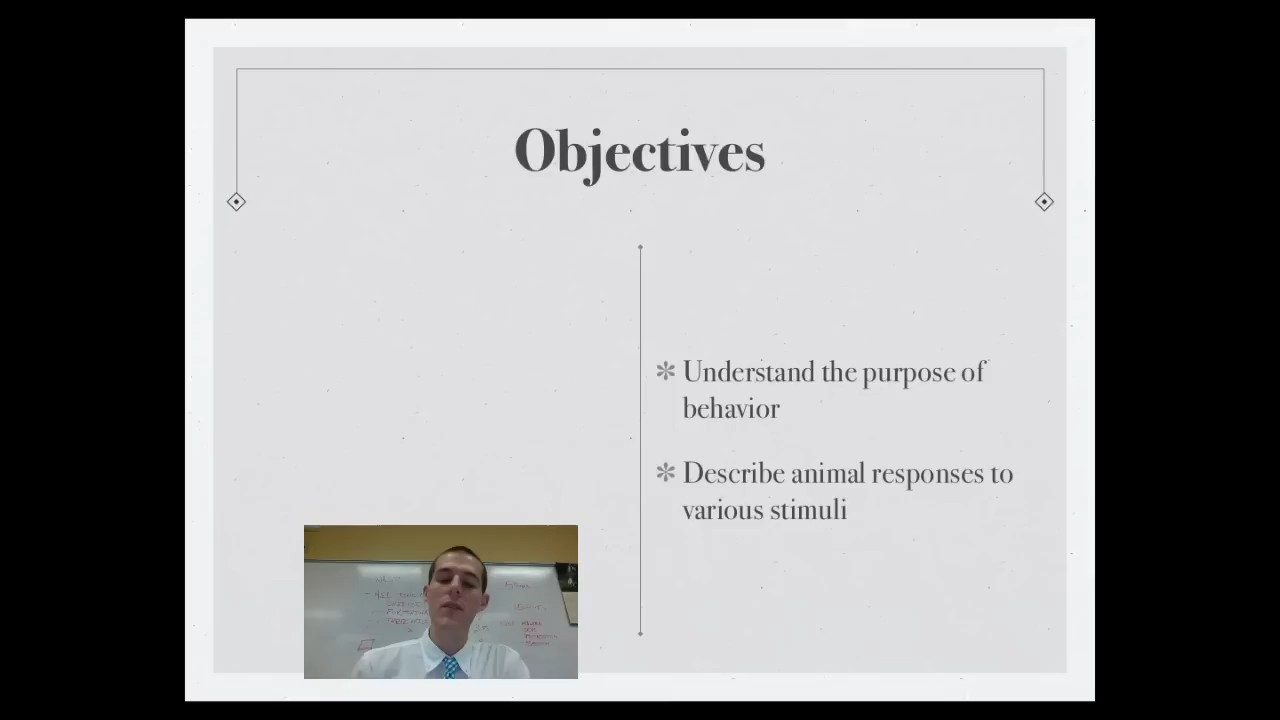 Objectives
✻ Understand the purpose of
behavior
✻ Describe animal responses to
various stimuli